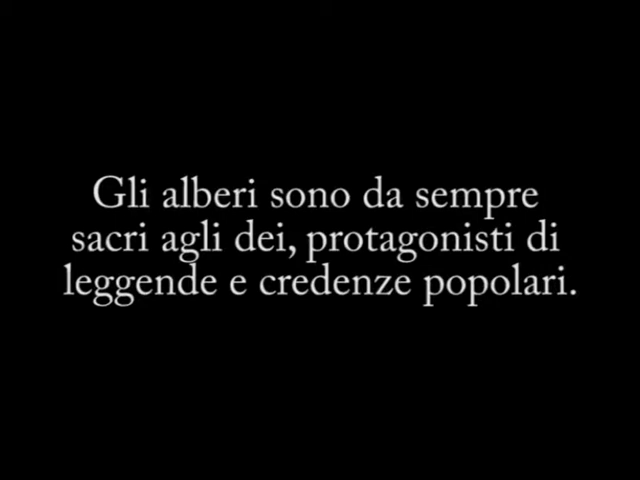 Gli alberi sono da sempre
sacri agli dei, protagonisti di
leggende e credenze popolari.